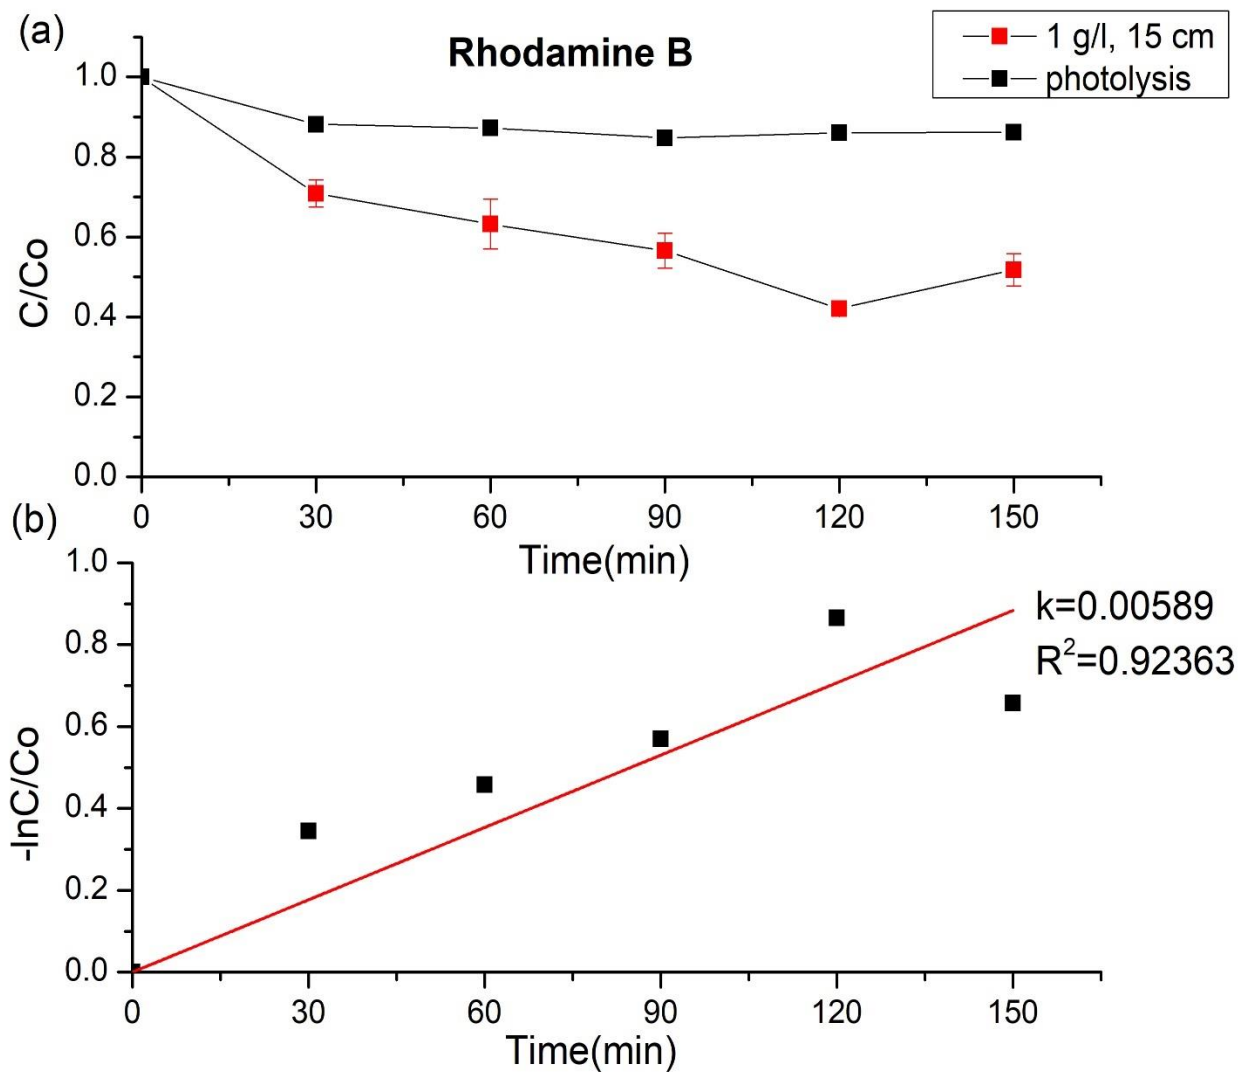 (a)
Rhodamine B
1 g/l, 15 cm
photolysis
C/Co
1.0
0.8
0.6
0.4
0.2
0.0
0 30 60 90 120 150
Time(min)
(b)
-lnC/Co
1.0
0.8
0.6
0.4
0.2
0.0
k=0.00589
R²=0.92363
0 30 60 90 120 150
Time(min)